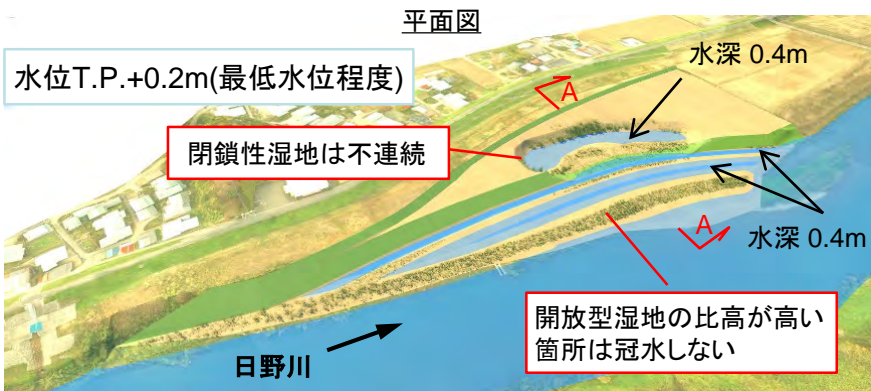 平面図
水位T.P.+0.2m(最低水位程度)
水深 0.4m
A
閉鎖性湿地は不連続
A
水深 0.4m
開放型湿地の比高が高い
箇所は冠水しない
日野川